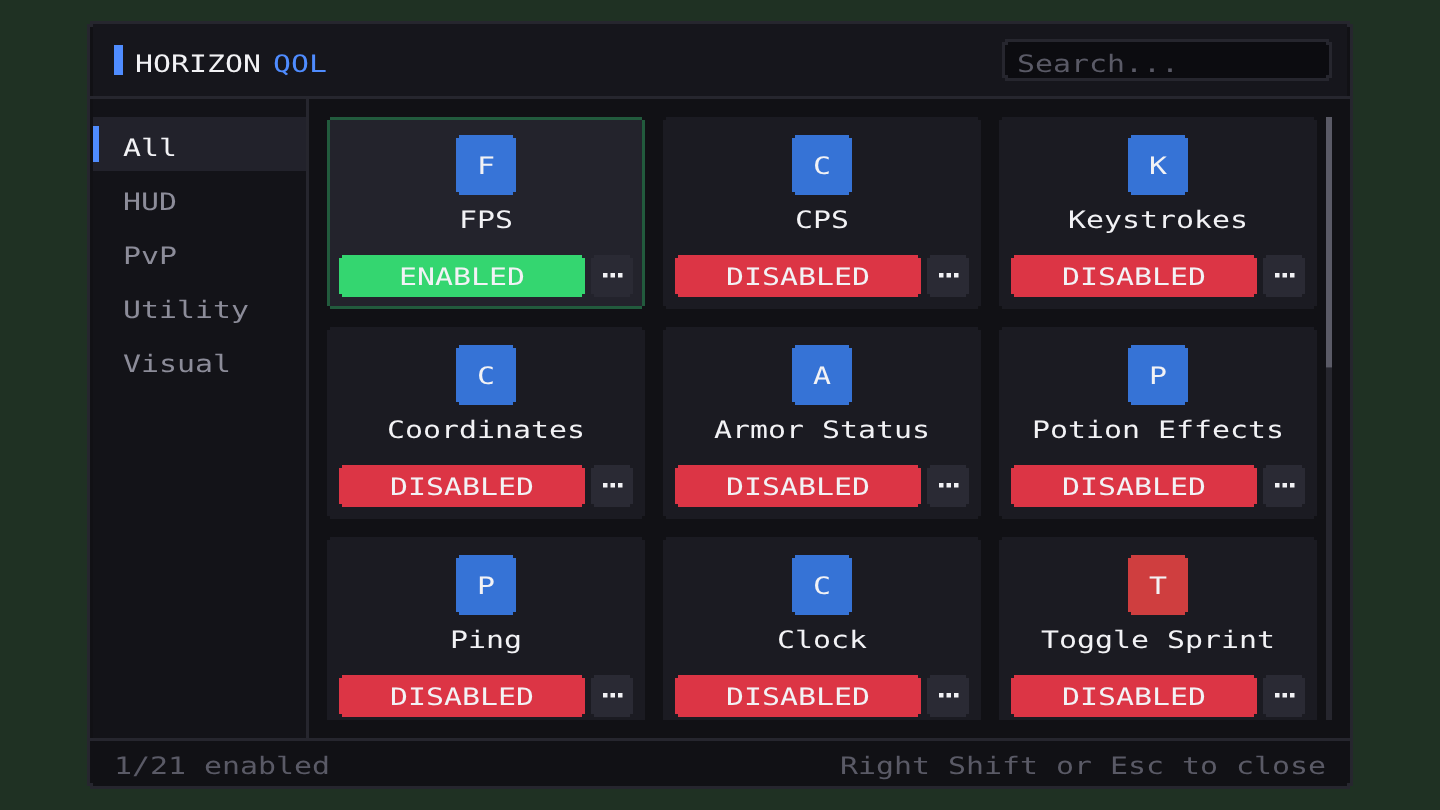 HORIZON QOL
Search...
All
HUD
PvP
Utility
Visual
F
FPS
ENABLED ...
C
CPS
DISABLED ...
K
Keystrokes
DISABLED ...
C
Coordinates
DISABLED ...
A
Armor Status
DISABLED ...
P
Potion Effects
DISABLED ...
P
Ping
DISABLED ...
C
Clock
DISABLED ...
T
Toggle Sprint
DISABLED ...
1/21 enabled
Right Shift or Esc to close